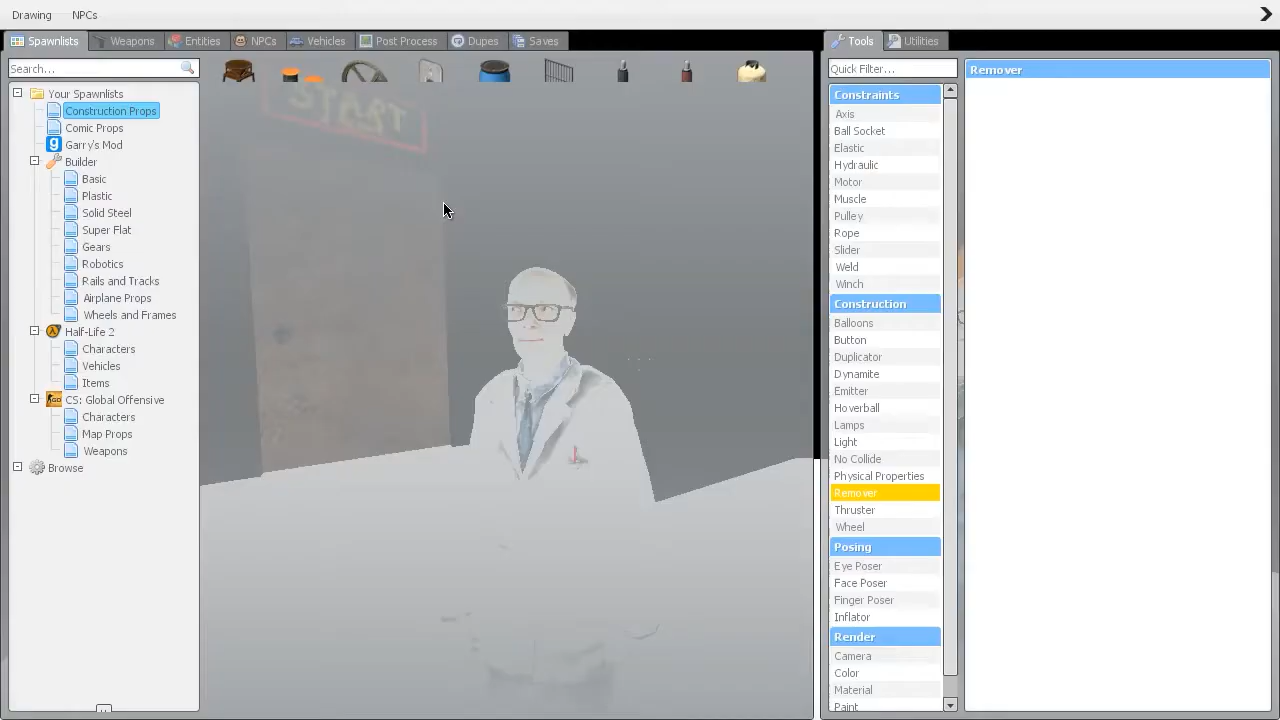 Drawing NPCs
Spawnlists Weapons Entities NPCs Vehicles Post Process Dupes Saves
Search...
Your Spawnlists
Construction Props
Comic Props
Garry's Mod
Builder
Basic
Plastic
Solid Steel
Super Flat
Gears
Robotics
Rails and Tracks
Airplane Props
Wheels and Frames
Half-Life 2
Characters
Vehicles
Items
CS: Global Offensive
Characters
Map Props
Weapons
Browse
Tools Utilities
Quick Filter...
Constraints
Axis
Ball Socket
Elastic
Hydraulic
Motor
Muscle
Pulley
Rope
Slider
Weld
Winch
Construction
Balloons
Button
Duplicator
Dynamite
Emitter
Hoverball
Lamps
Light
No Collide
Physical Properties
Remover
Thruster
Wheel
Posing
Eye Poser
Face Poser
Finger Poser
Inflator
Render
Camera
Color
Material
Paint
Remover